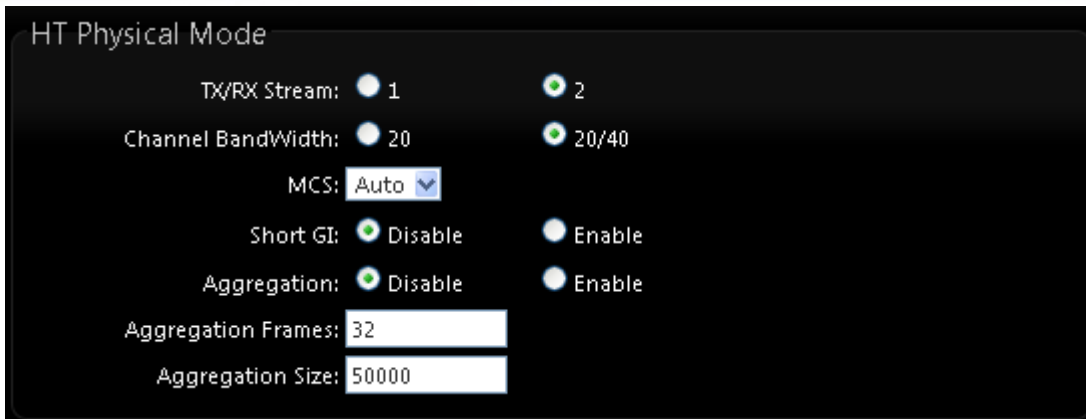 HT Physical Mode
TX/RX Stream: 1 2
Channel BandWidth: 20 20/40
MCS: Auto
Short GI: Disable Enable
Aggregation: Disable Enable
Aggregation Frames: 32
Aggregation Size: 50000